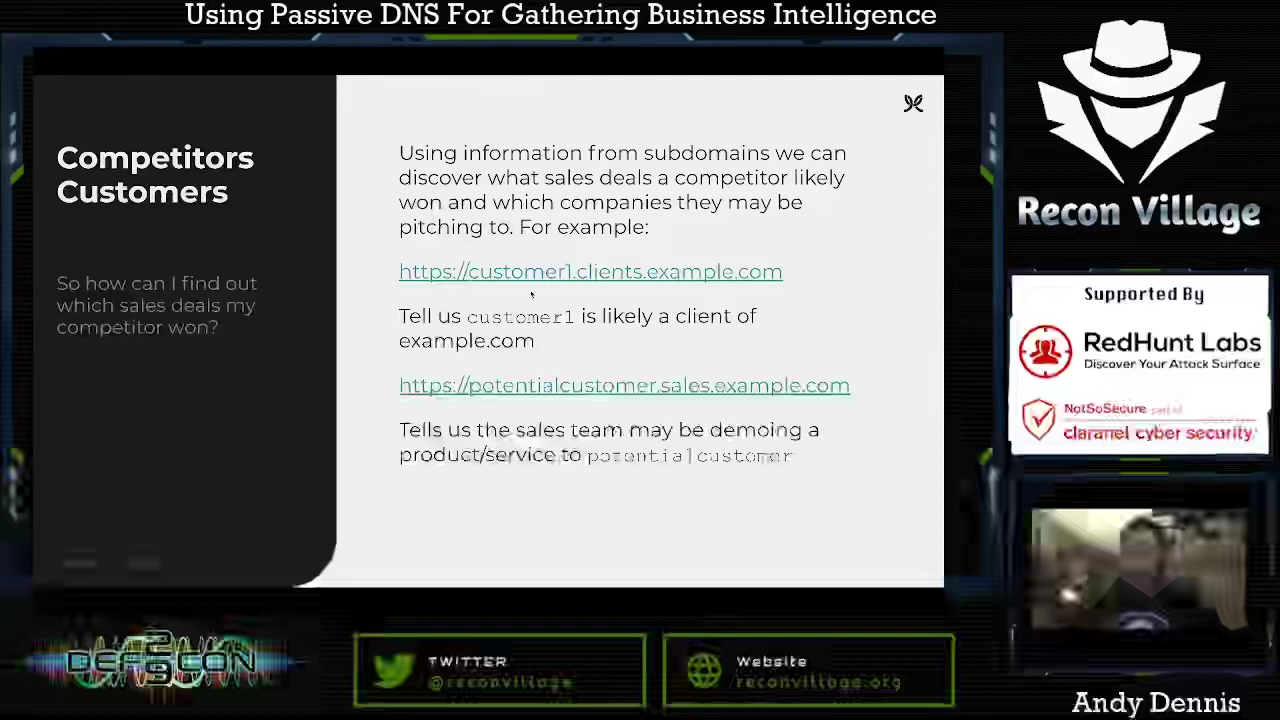 Using Passive DNS For Gathering Business Intelligence
Competitors
Customers
So how can I find out
which sales deals my
competitor won?
Using information from subdomains we can
discover what sales deals a competitor likely
won and which companies they may be
pitching to. For example:
https://customer1.clients.example.com
Tell us customer1 is likely a client of
example.com
https://potentialcustomer.sales.example.com
Tells us the sales team may be demoing a
product/service to potentialcustomer
Recon Village
Supported By
RedHunt Labs
Discover Your Attack Surface
NotSoSecure part of
claranet cyber security
DEF CON
29
TWITTER
@reconvillage
Website
reconvillage.org
Andy Dennis